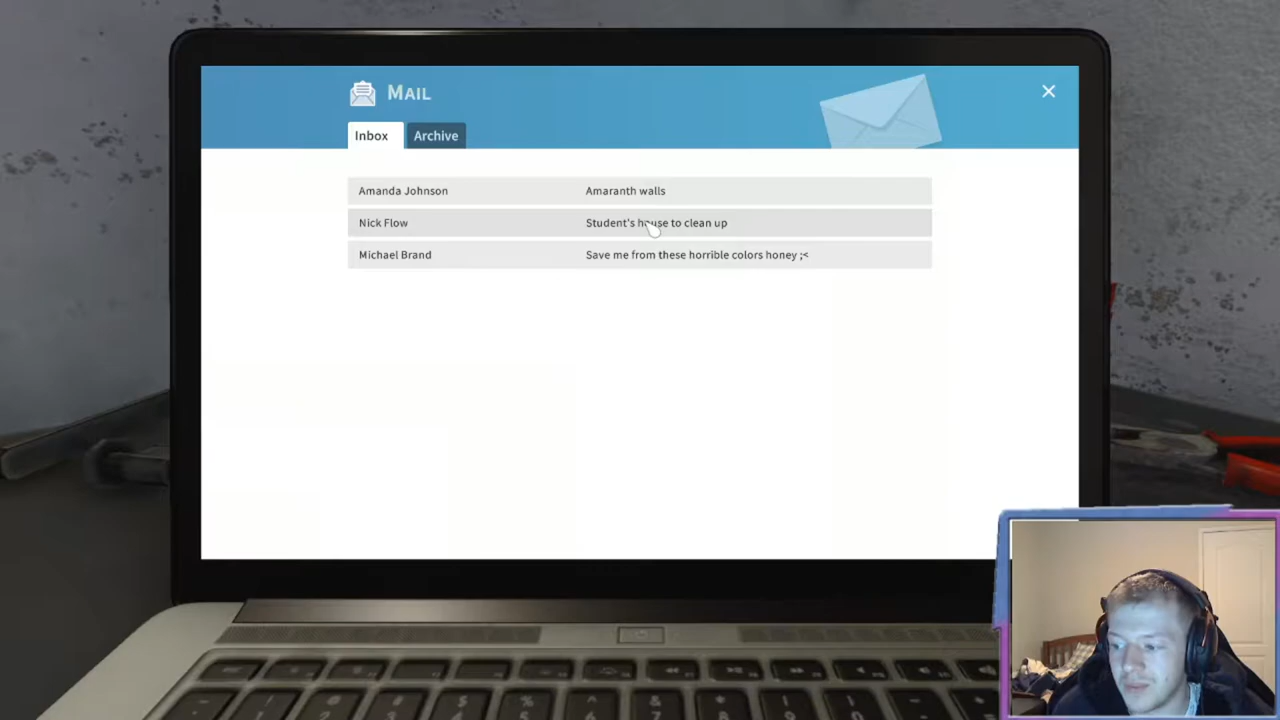 MAIL
Inbox Archive
Amanda Johnson Amaranth walls
Nick Flow Student's house to clean up
Michael Brand Save me from these horrible colors honey ;<